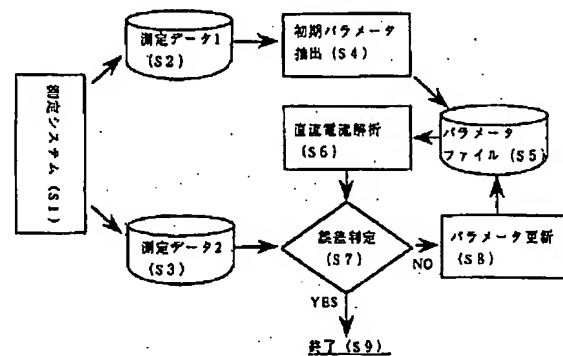 測定データ1
(S2)
初期パラメータ
抽出 (S4)
測定システム (S1)
直流電流解析
(S6)
パラメータ
ファイル (S5)
測定データ2
(S3)
誤差判定
(S7)
NO
パラメータ更新
(S8)
YES
終了 (S9)